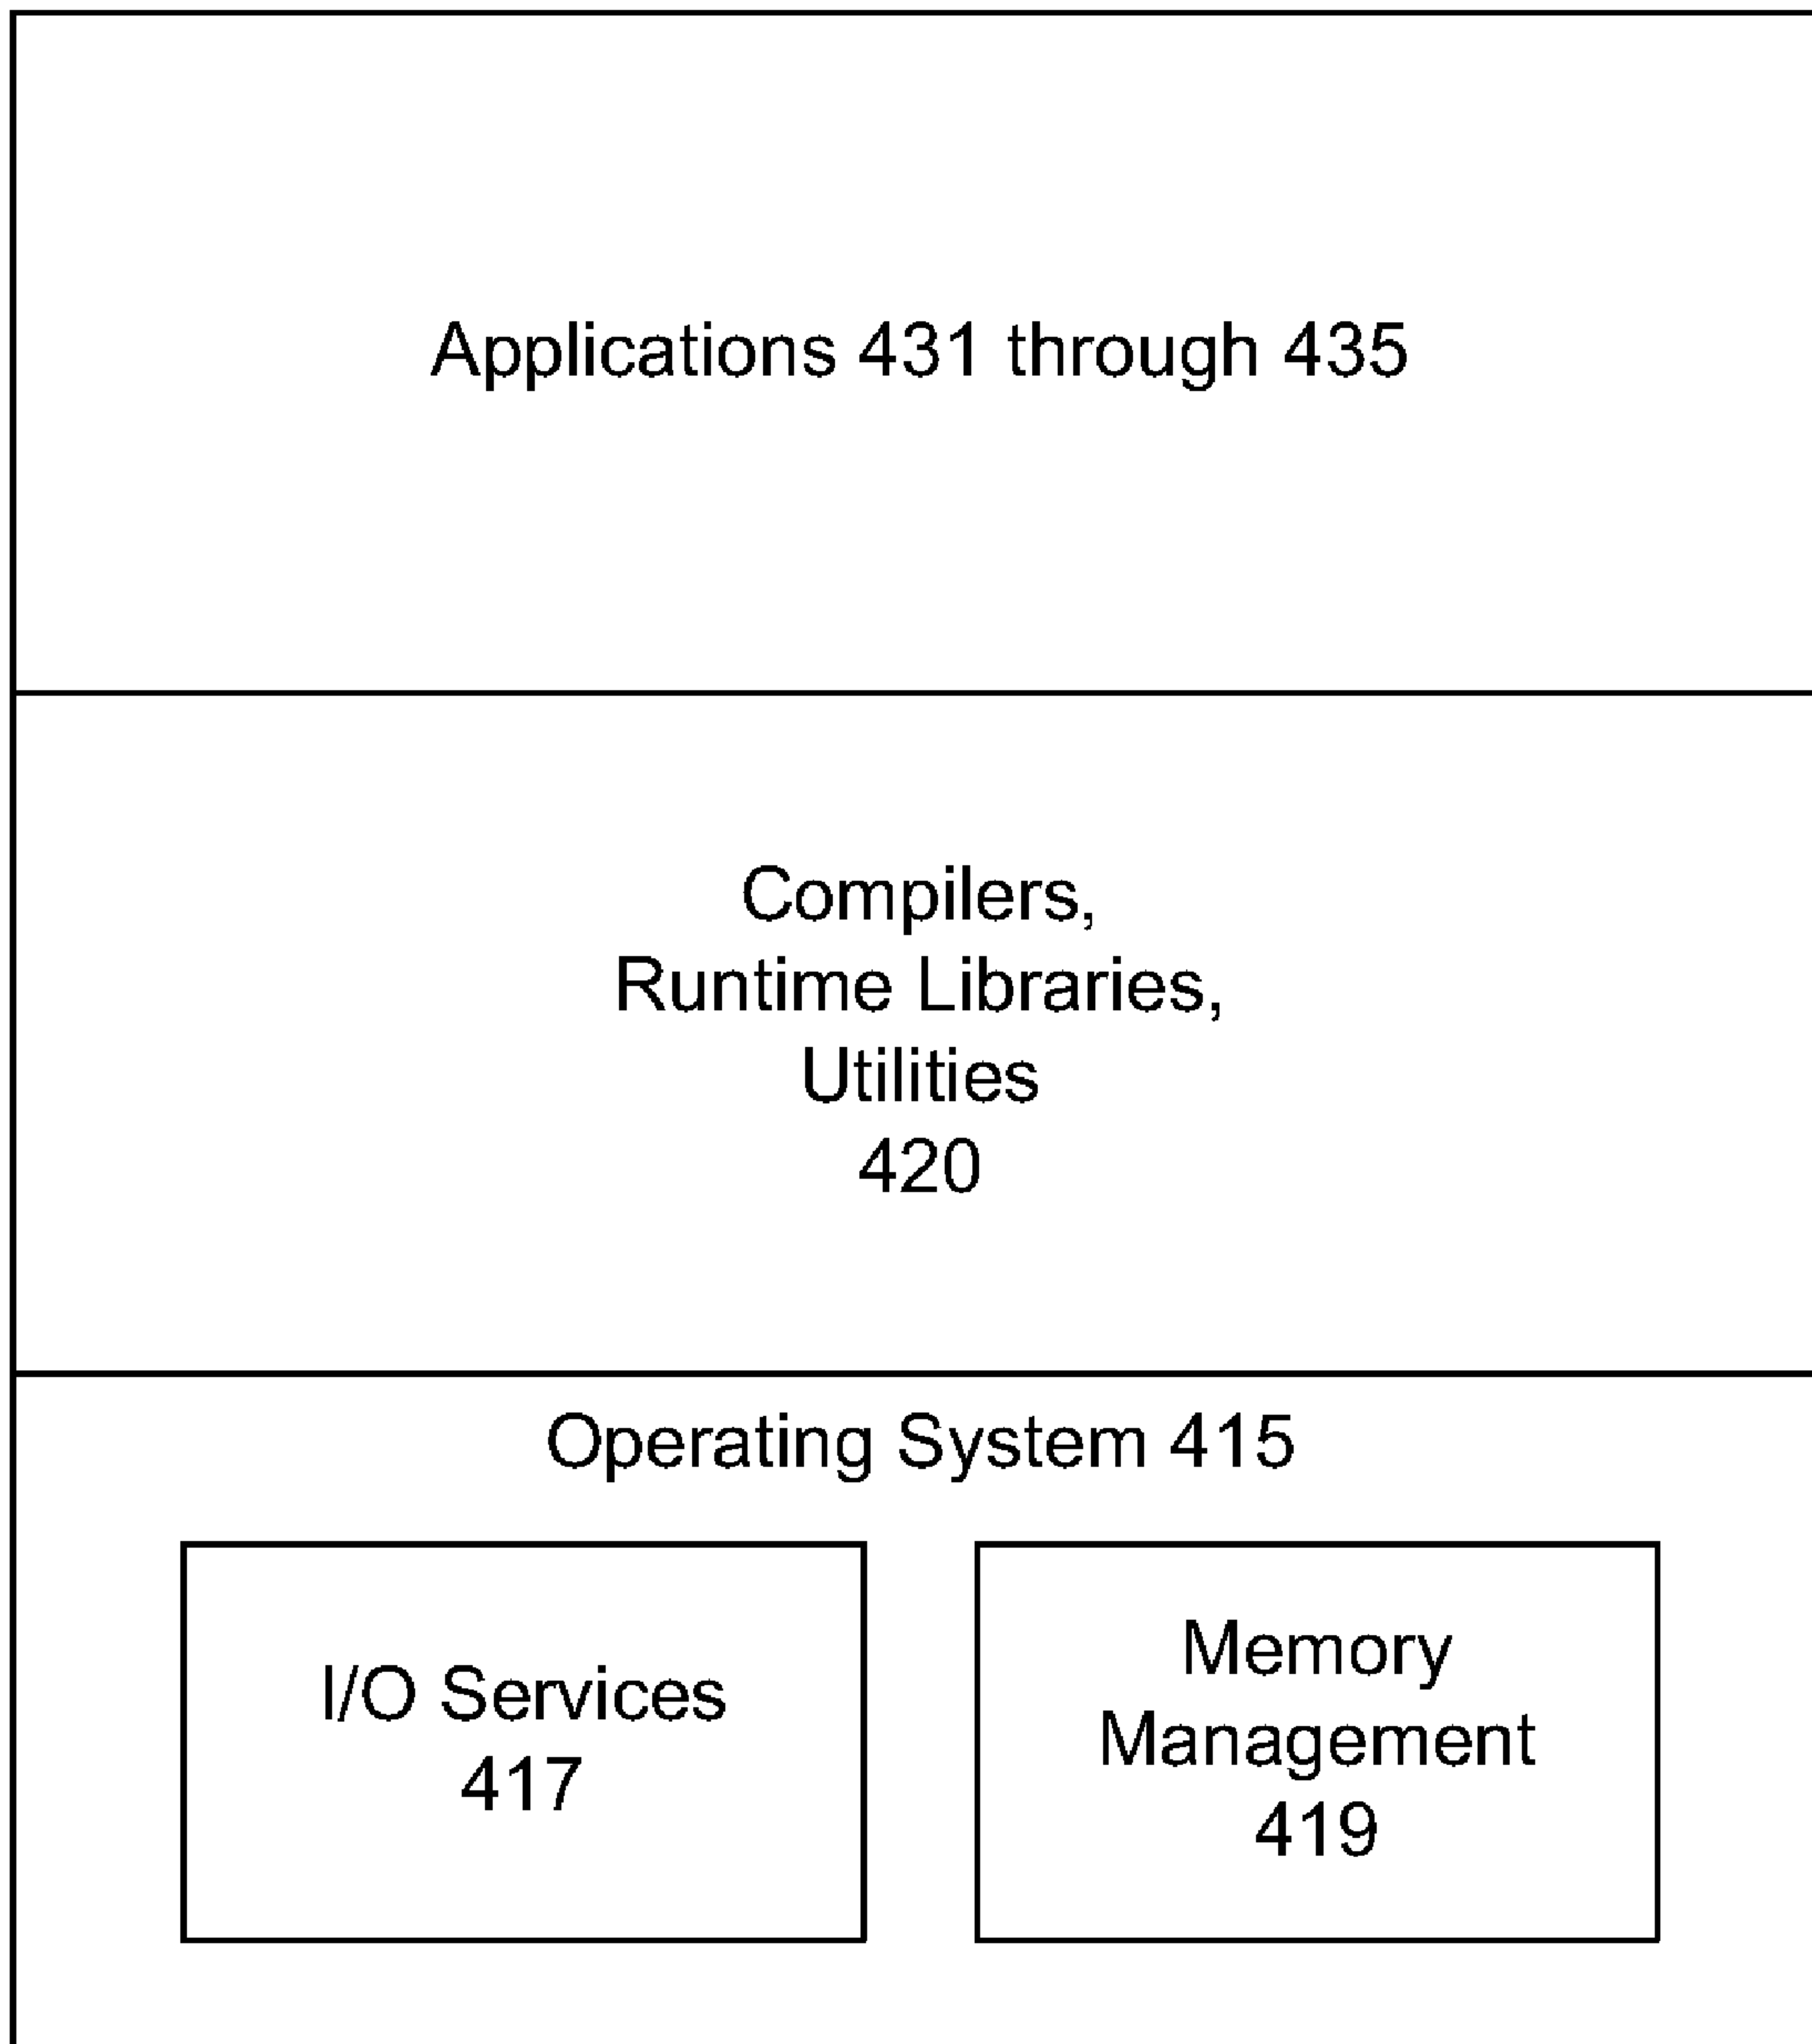 Applications 431 through 435
Compilers,
Runtime Libraries,
Utilities
420
Operating System 415
I/O Services
417
Memory
Management
419